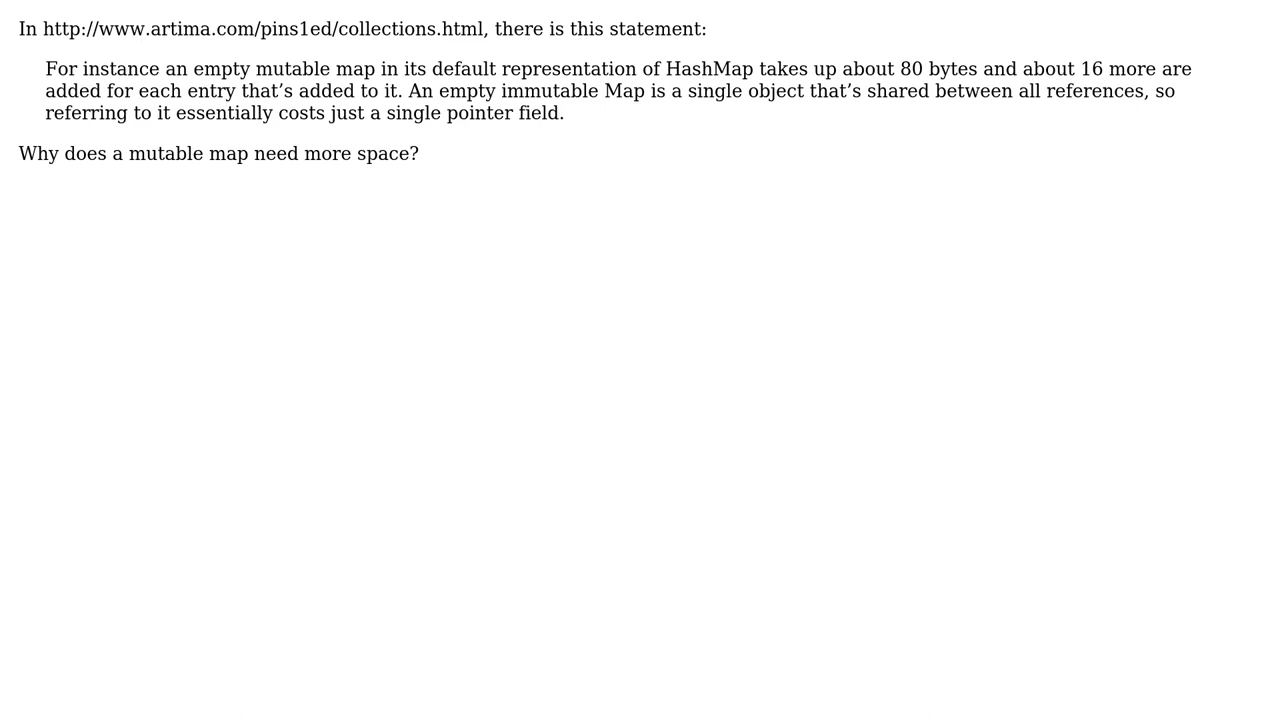 In http://www.artima.com/pins1ed/collections.html, there is this statement:
For instance an empty mutable map in its default representation of HashMap takes up about 80 bytes and about 16 more are
added for each entry that’s added to it. An empty immutable Map is a single object that’s shared between all references, so
referring to it essentially costs just a single pointer field.
Why does a mutable map need more space?